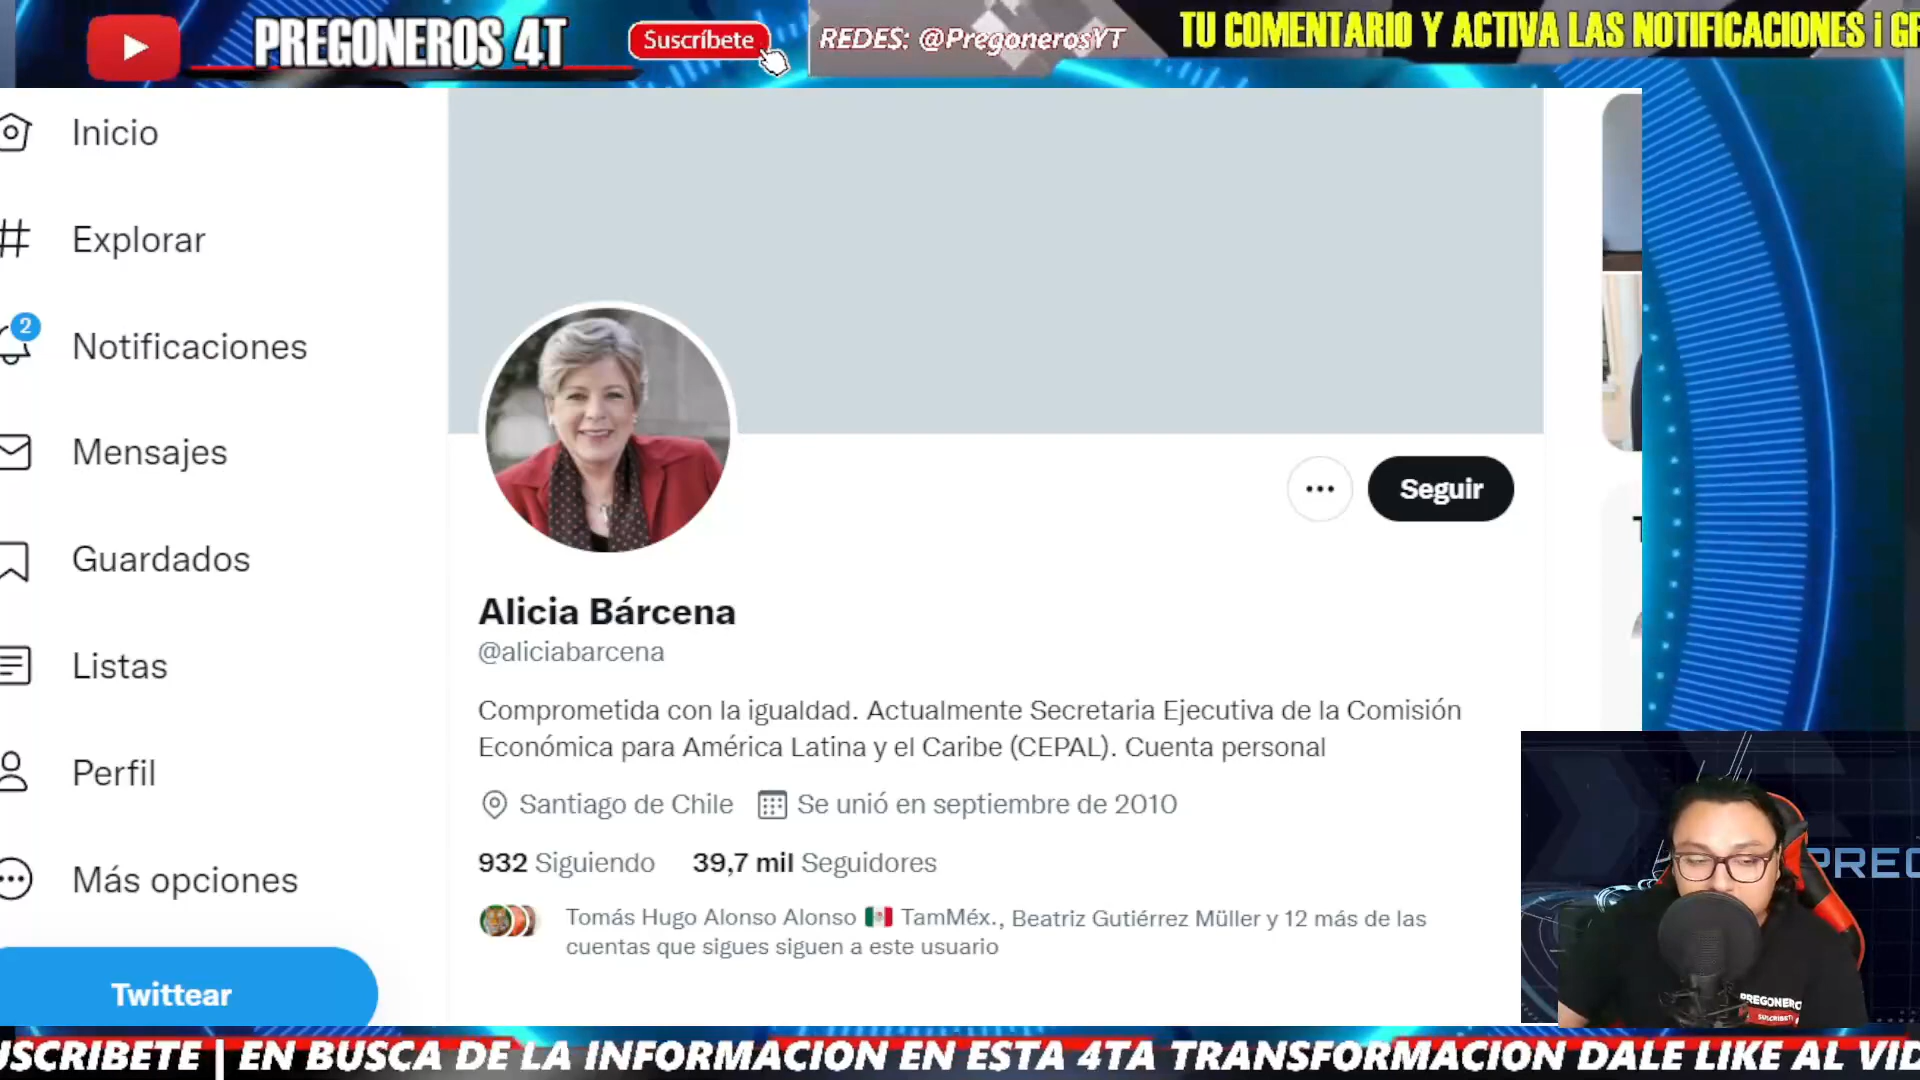 PREGONEROS 4T
Suscríbete
REDES: @PregonerosYT
TU COMENTARIO Y ACTIVA LAS NOTIFICACIONES ¡
Inicio
Explorar
2
Notificaciones
Mensajes
Guardados
Listas
Perfil
Más opciones
Twittear
Seguir
Alicia Bárcena
@aliciabarcena
Comprometida con la igualdad. Actualmente Secretaria Ejecutiva de la Comisión
Económica para América Latina y el Caribe (CEPAL). Cuenta personal
Santiago de Chile Se unió en septiembre de 2010
932 Siguiendo 39,7 mil Seguidores
Tomás Hugo Alonso Alonso 🇲🇽 TamMéx., Beatriz Gutiérrez Müller y 12 más de las
cuentas que sigues siguen a este usuario
PREG
PREGONERO
SUSCRIBETE
USCRIBETE | EN BUSCA DE LA INFORMACION EN ESTA 4TA TRANSFORMACION DALE LIKE AL VID